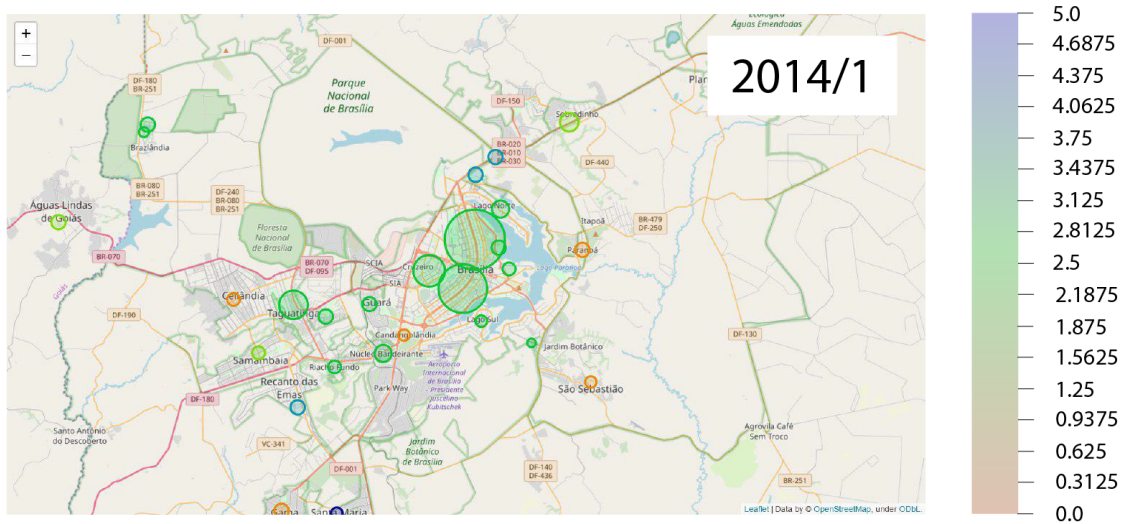 +
−
2014/1
DF-001
Ecológica
Águas Emendadas
Plan
DF-180
BR-251
Parque
Nacional
de Brasília
DF-150
Sobradinho
Brazlândia
BR-020
BR-010
BR-030
DF-440
BR-080
BR-251
DF-240
BR-080
BR-251
Águas Lindas
de Goiás
Lago Norte
Itapoã
BR-479
DF-250
Floresta
Nacional
de Brasília
Paranoá
BR-070
BR-070
DF-095
SCIA
Cruzeiro
Brasília
Lago Paranoá
SIA
Goiás
Ceilândia
Guará
Taguatinga
DF-190
Lago Sul
Candangolândia
DF-130
Jardim Botânico
Samambaia
Núcleo Bandeirante
Riacho Fundo
Aeroporto
Internacional
de Brasília
- Presidente
Juscelino
Kubitschek
Recanto das
Emas
Park Way
São Sebastião
DF-180
Santo Antônio
do Descoberto
VC-341
Jardim
Botânico
de Brasília
Agrovila Café
Sem Troco
DF-001
DF-140
DF-436
BR-251
Gama
Santa Maria
Leaflet | Data by © OpenStreetMap, under ODbL.
5.0
4.6875
4.375
4.0625
3.75
3.4375
3.125
2.8125
2.5
2.1875
1.875
1.5625
1.25
0.9375
0.625
0.3125
0.0